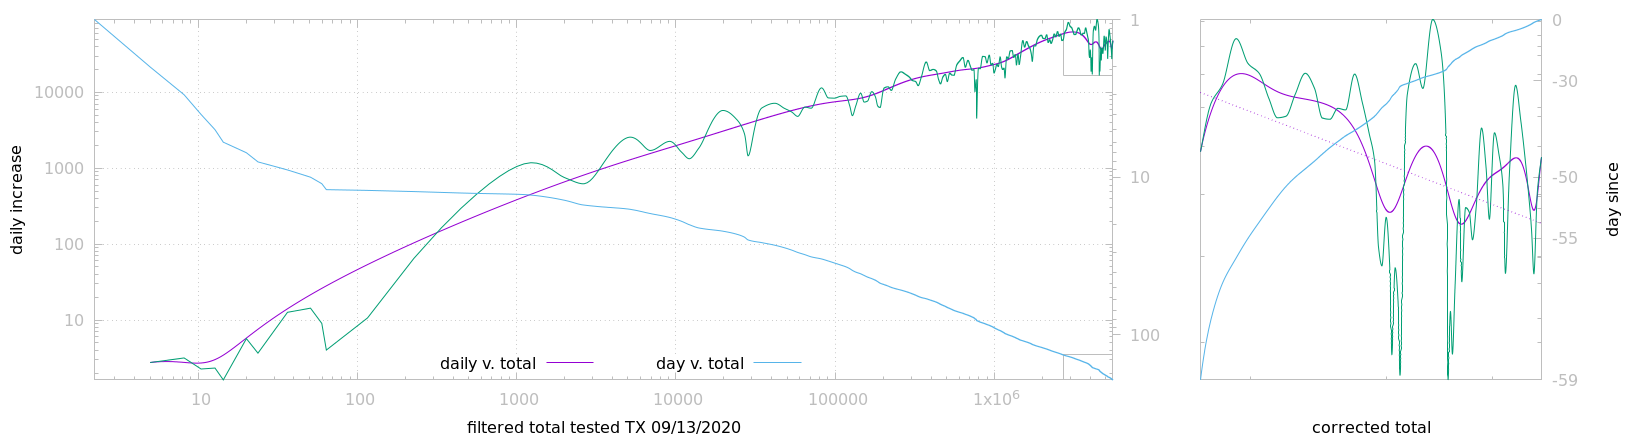 daily increase
10000
1000
100
10
10
100
1000
10000
100000
1x10⁶
1
10
100
daily v. total
day v. total
filtered total tested TX 09/13/2020
0
-30
-50
-55
-59
day since
corrected total